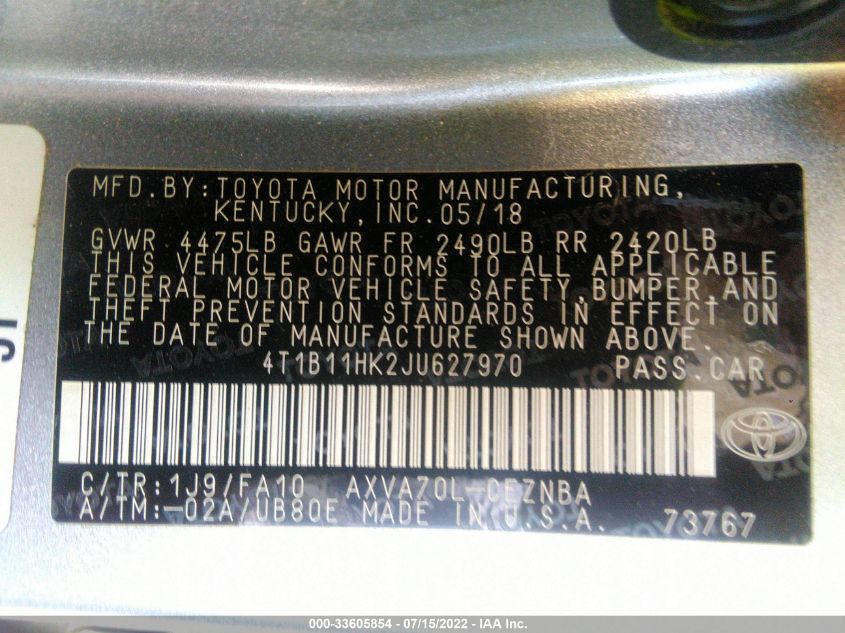 MFD.BY:TOYOTA MOTOR MANUFACTURING,
KENTUCKY,INC.05/18
GVWR 4475LB GAWR FR 2490LB RR 2420LB
THIS VEHICLE CONFORMS TO ALL APPLICABLE
FEDERAL MOTOR VEHICLE SAFETY,BUMPER,AND
THEFT PREVENTION STANDARDS IN EFFECT ON
THE DATE OF MANUFACTURE SHOWN ABOVE.
4T1B11HK2JU627970 PASS.CAR
C/TR:1J9/FA10 AXVA70L-CEZNBA
A/TM:-02A/UB80E MADE IN U.S.A. 73767
000-33605854 - 07/15/2022 - IAA Inc.